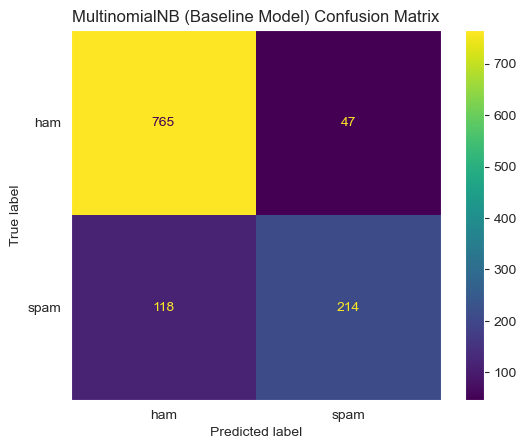 MultinomialNB (Baseline Model) Confusion Matrix
True label
ham
765
47
spam
118
214
ham
spam
Predicted label
700
600
500
400
300
200
100